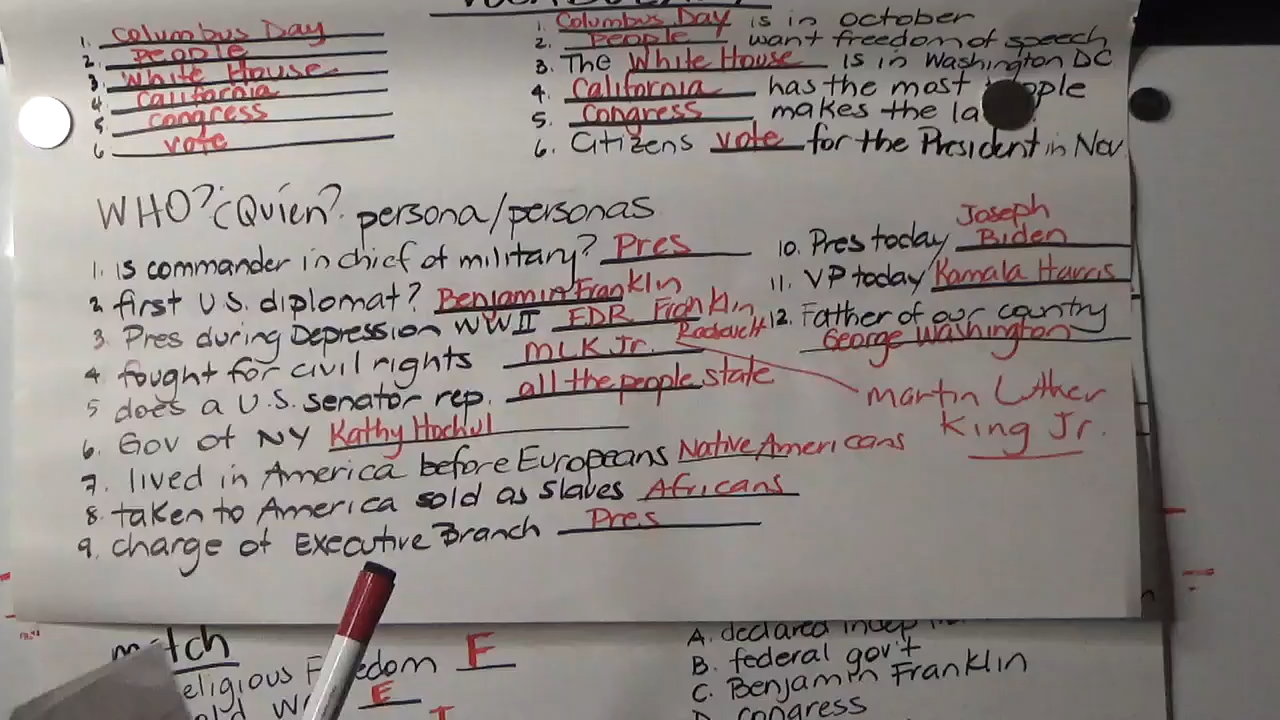 1. Columbus Day
2. People
3. White House
4. California
5. Congress
6. vote
1. Columbus Day is in october
2. People want freedom of speech
3. The White House is in Washington DC
4. California has the most
5. Congress makes the
6. Citizens vote for the President in Nov
WHO? ¿Quíen? persona/personas
1. is commander in chief of military? Pres
2 first U.S. diplomat? Benjamin Franklin
3. Pres during Depression WWII FDR Franklin
4 fought for civil rights MLK Jr.
5 does a U.S. senator rep. all the people state
6. Gov of NY Kathy Hochul
7. lived in America before Europeans Native Americans
8. taken to America sold as slaves Africans
9. charge of Executive Branch Pres
10. Pres today Joseph
Biden
11. VP today Kamala Harris
12. Father of our country
George Washington
Martin Luther
King Jr.
F
E
A. declared
B. federal gov't
C. Benjamin Franklin
D. Congress